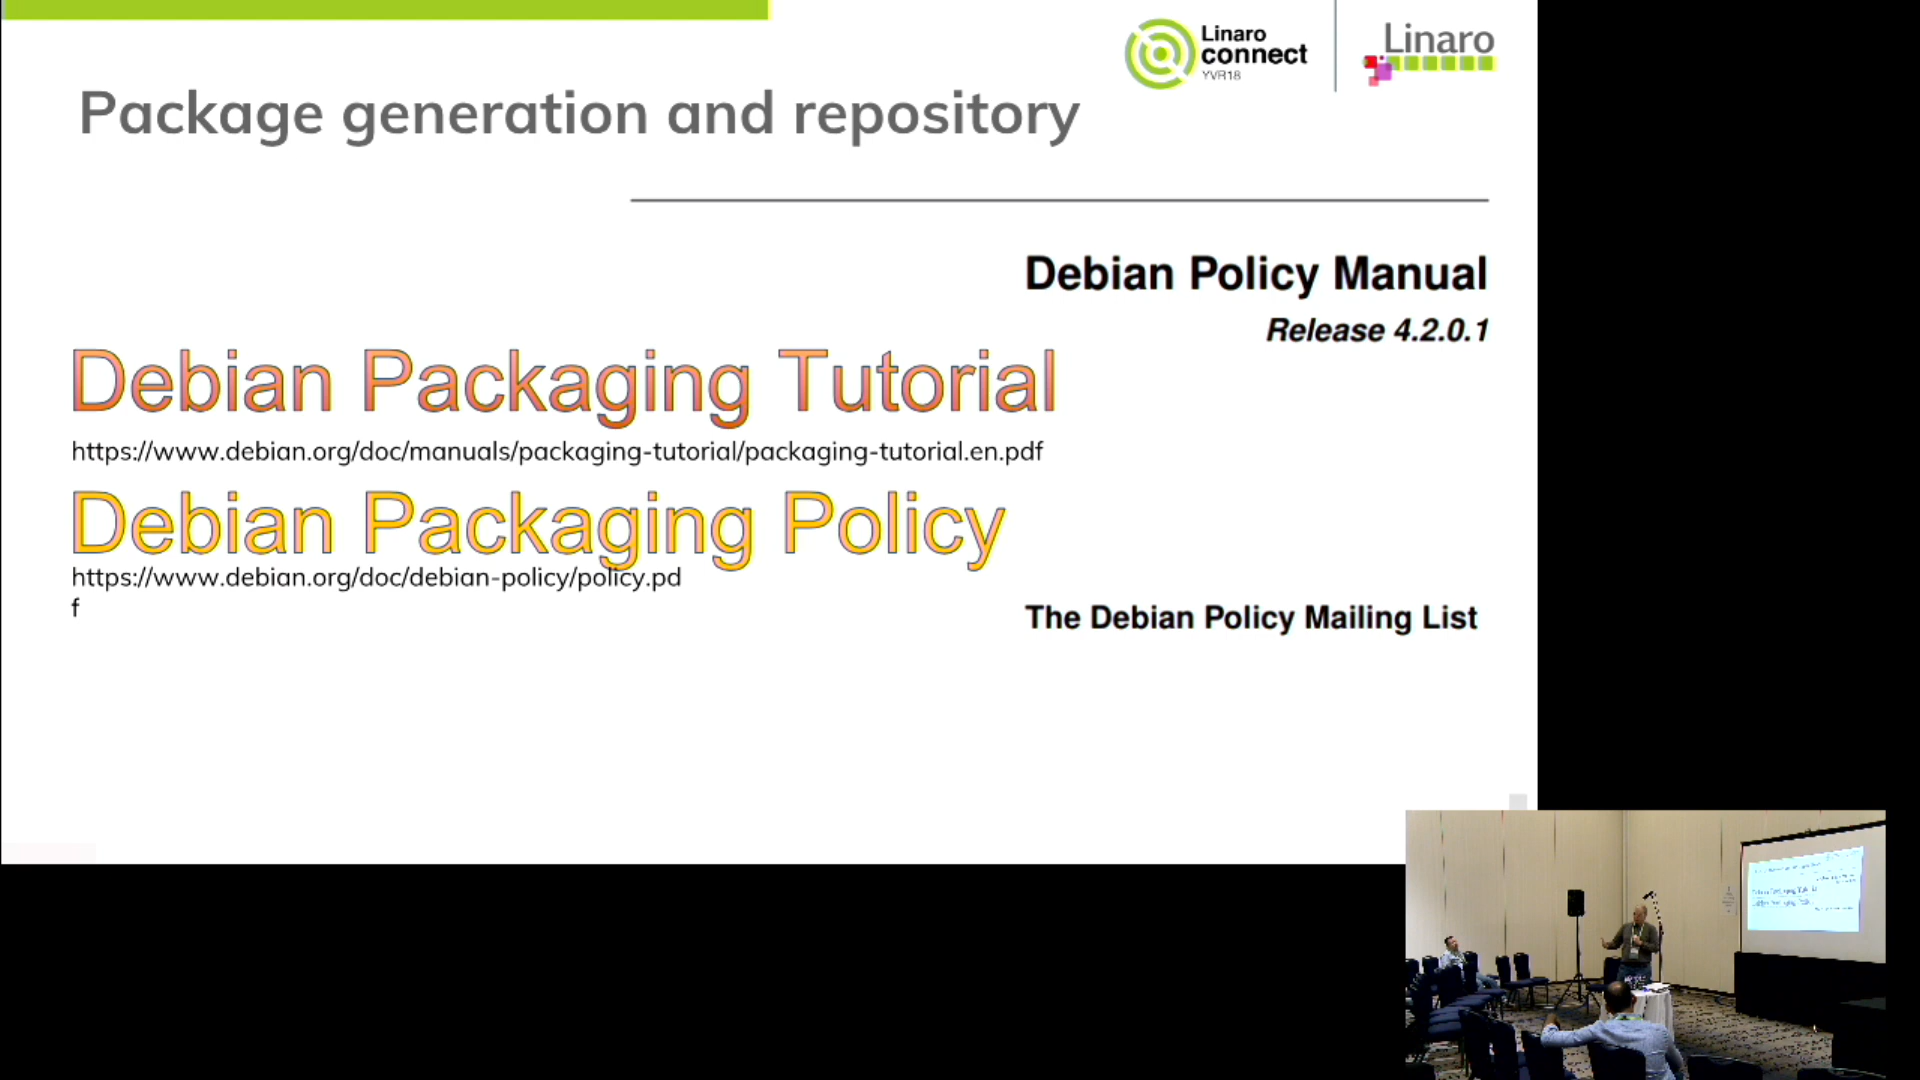 Linaro
connect
YVR18
Linaro
Package generation and repository
Debian Policy Manual
Release 4.2.0.1
Debian Packaging Tutorial
https://www.debian.org/doc/manuals/packaging-tutorial/packaging-tutorial.en.pdf
Debian Packaging Policy
https://www.debian.org/doc/debian-policy/policy.pd
f
The Debian Policy Mailing List